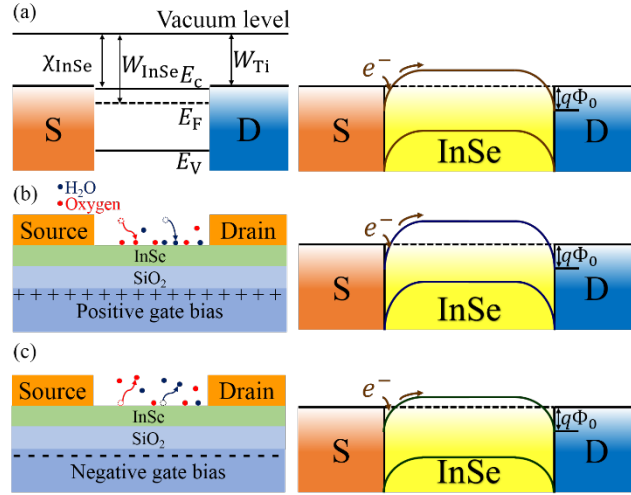 (a)
Vacuum level
χInSe
WInSe
Ec
WTi
S
EF
D
EV
e−
qΦ0
S
InSe
D
(b)
H2O
Oxygen
Source
Drain
InSe
SiO2
+ + + + + + + + + + + + + + + +
Positive gate bias
e−
qΦ0
S
InSe
D
(c)
Source
Drain
InSe
SiO2
- - - - - - - - - - - - - - - -
Negative gate bias
e−
qΦ0
S
InSe
D